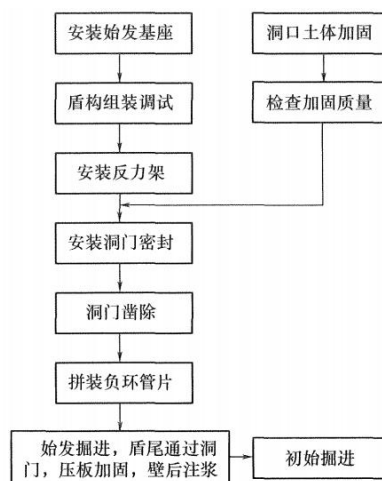 安装始发基座
洞口土体加固
盾构组装调试
检查加固质量
安装反力架
安装洞门密封
洞门凿除
拼装负环管片
始发掘进，盾尾通过洞
门，压板加固，壁后注浆
初始掘进